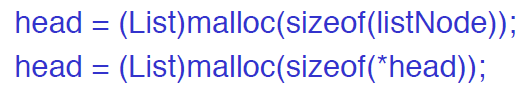 head = (List)malloc(sizeof(listNode));
head = (List)malloc(sizeof(*head));